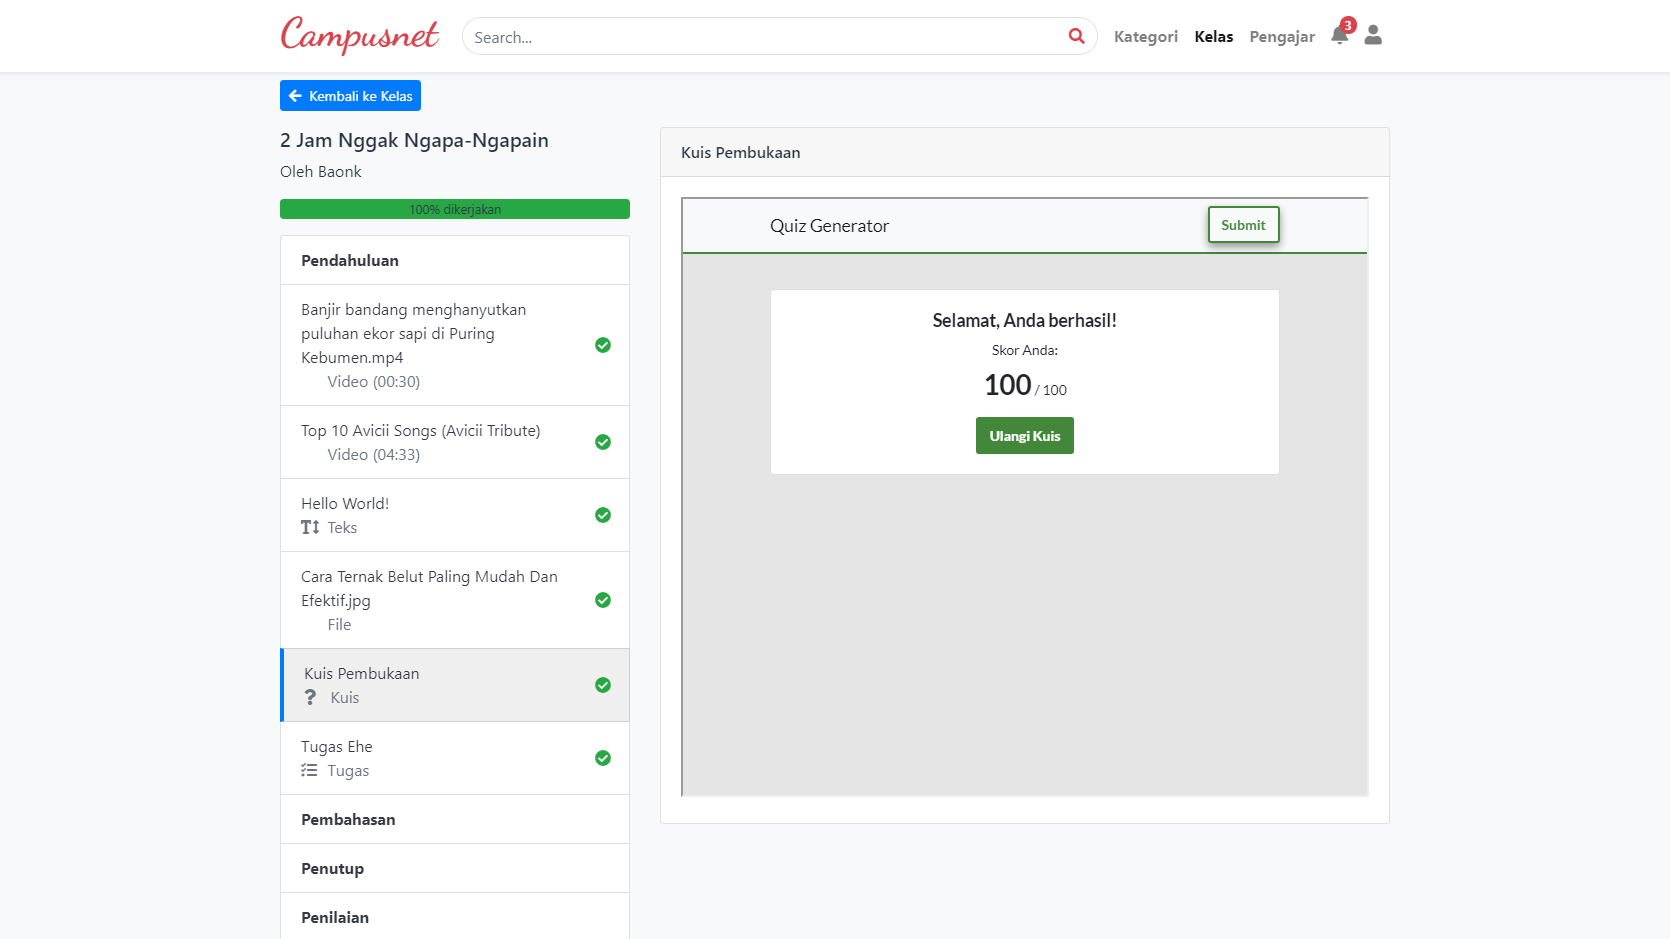 Campusnet
Search...
Kategori
Kelas
Pengajar
3
Kembali ke Kelas
2 Jam Nggak Ngapa-Ngapain
Oleh Baonk
100% dikerjakan
Pendahuluan
Banjir bandang menghanyutkan
puluhan ekor sapi di Puring
Kebumen.mp4
Video (00:30)
Top 10 Avicii Songs (Avicii Tribute)
Video (04:33)
Hello World!
Teks
Cara Ternak Belut Paling Mudah Dan
Efektif.jpg
File
Kuis Pembukaan
Kuis
Tugas Ehe
Tugas
Pembahasan
Penutup
Penilaian
Kuis Pembukaan
Quiz Generator
Submit
Selamat, Anda berhasil!
Skor Anda:
100 / 100
Ulangi Kuis